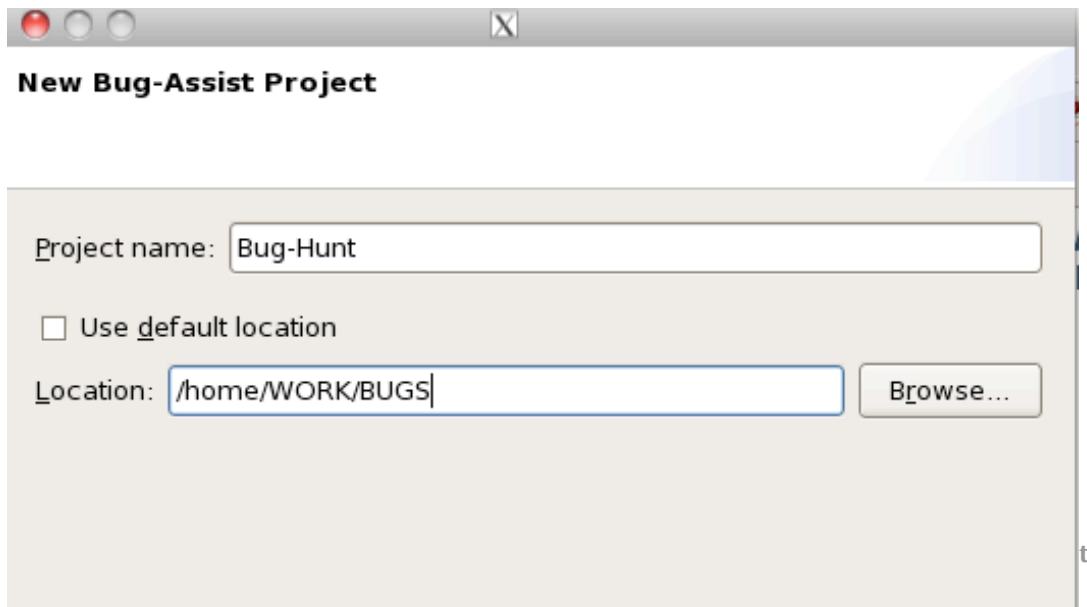 X
New Bug-Assist Project
Project name: Bug-Hunt
Use default location
Location: /home/WORK/BUGS Browse...
t